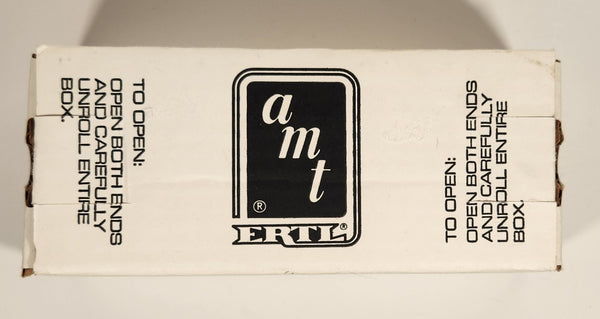 TO OPEN:
OPEN BOTH ENDS
AND CAREFULLY
UNROLL ENTIRE
BOX.
a
m
t
®
ERTL®
TO OPEN:
OPEN BOTH ENDS
AND CAREFULLY
UNROLL ENTIRE
BOX.